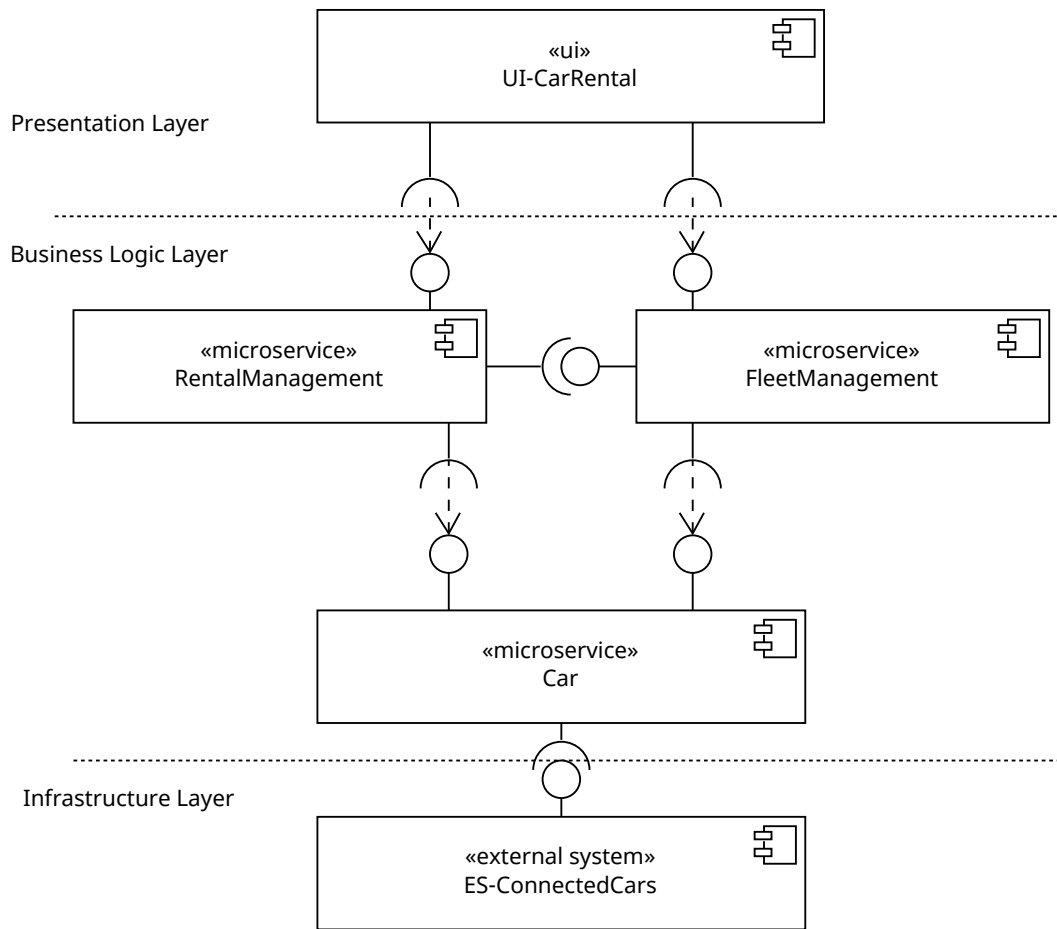 «ui»
UI-CarRental
Presentation Layer
Business Logic Layer
«microservice»
RentalManagement
«microservice»
FleetManagement
«microservice»
Car
Infrastructure Layer
«external system»
ES-ConnectedCars